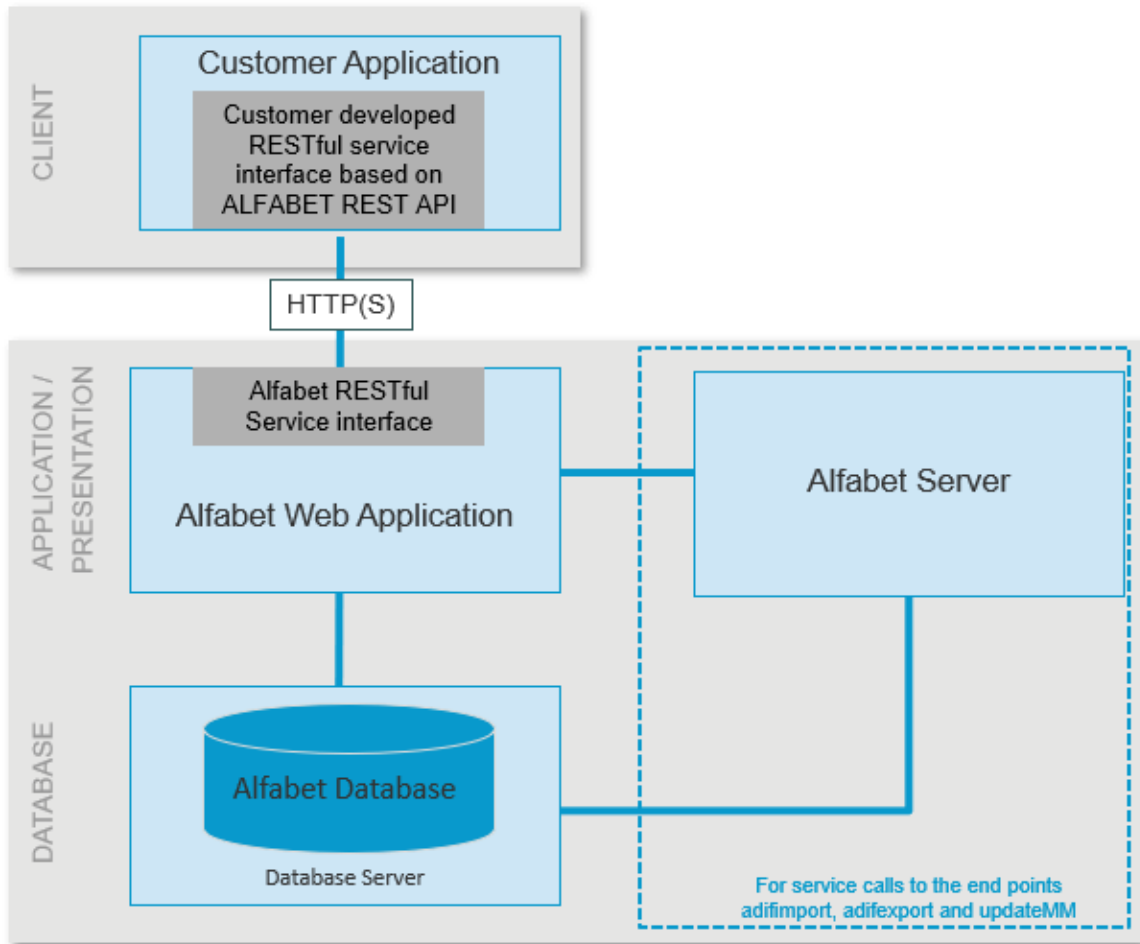 CLIENT
Customer Application
Customer developed
RESTful service
interface based on
ALFABET REST API
HTTP(S)
APPLICATION /
PRESENTATION
Alfabet RESTful
Service interface
Alfabet Web Application
Alfabet Server
DATABASE
Alfabet Database
Database Server
For service calls to the end points
adifimport, adifexport and updateMM